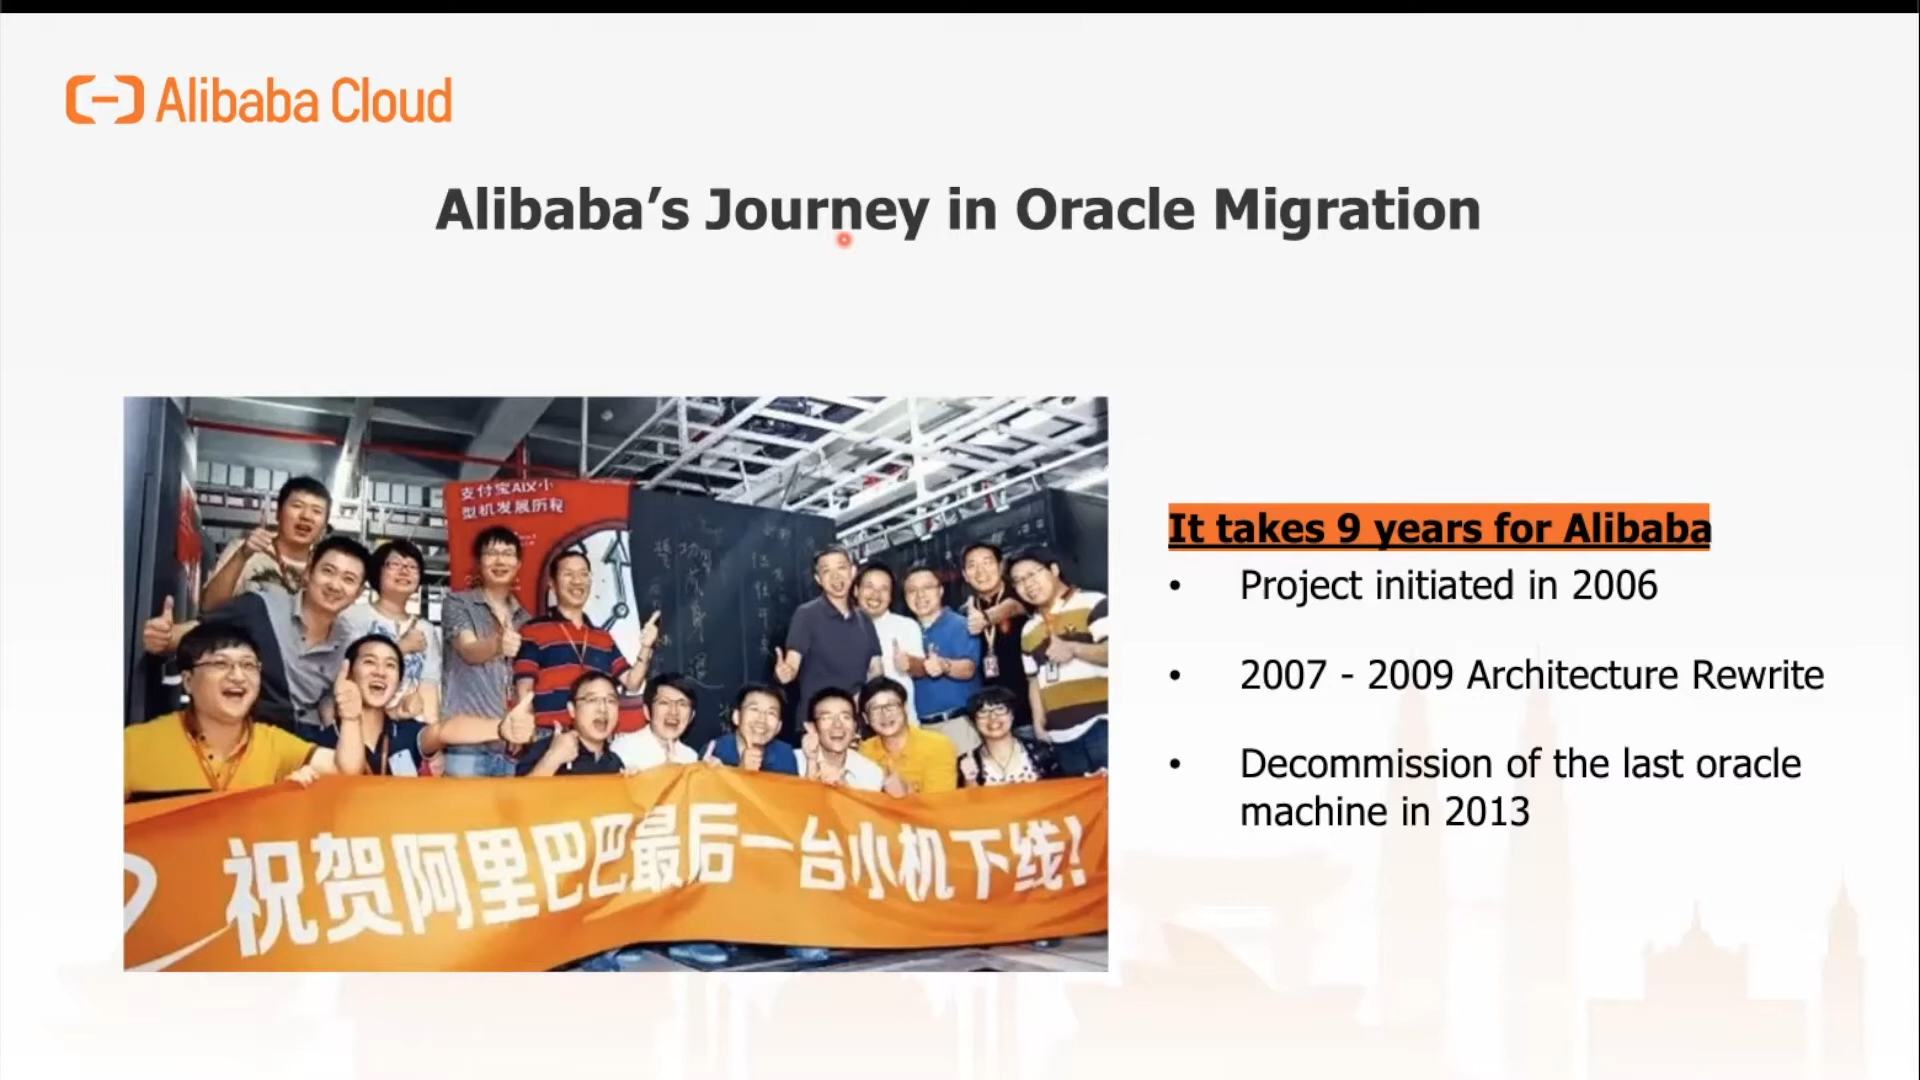 Alibaba Cloud
Alibaba’s Journey in Oracle Migration
支付宝AIX小
型机发展历程
祝贺阿里巴巴最后一台小机下线!
It takes 9 years for Alibaba
• Project initiated in 2006
• 2007 - 2009 Architecture Rewrite
• Decommission of the last oracle
machine in 2013